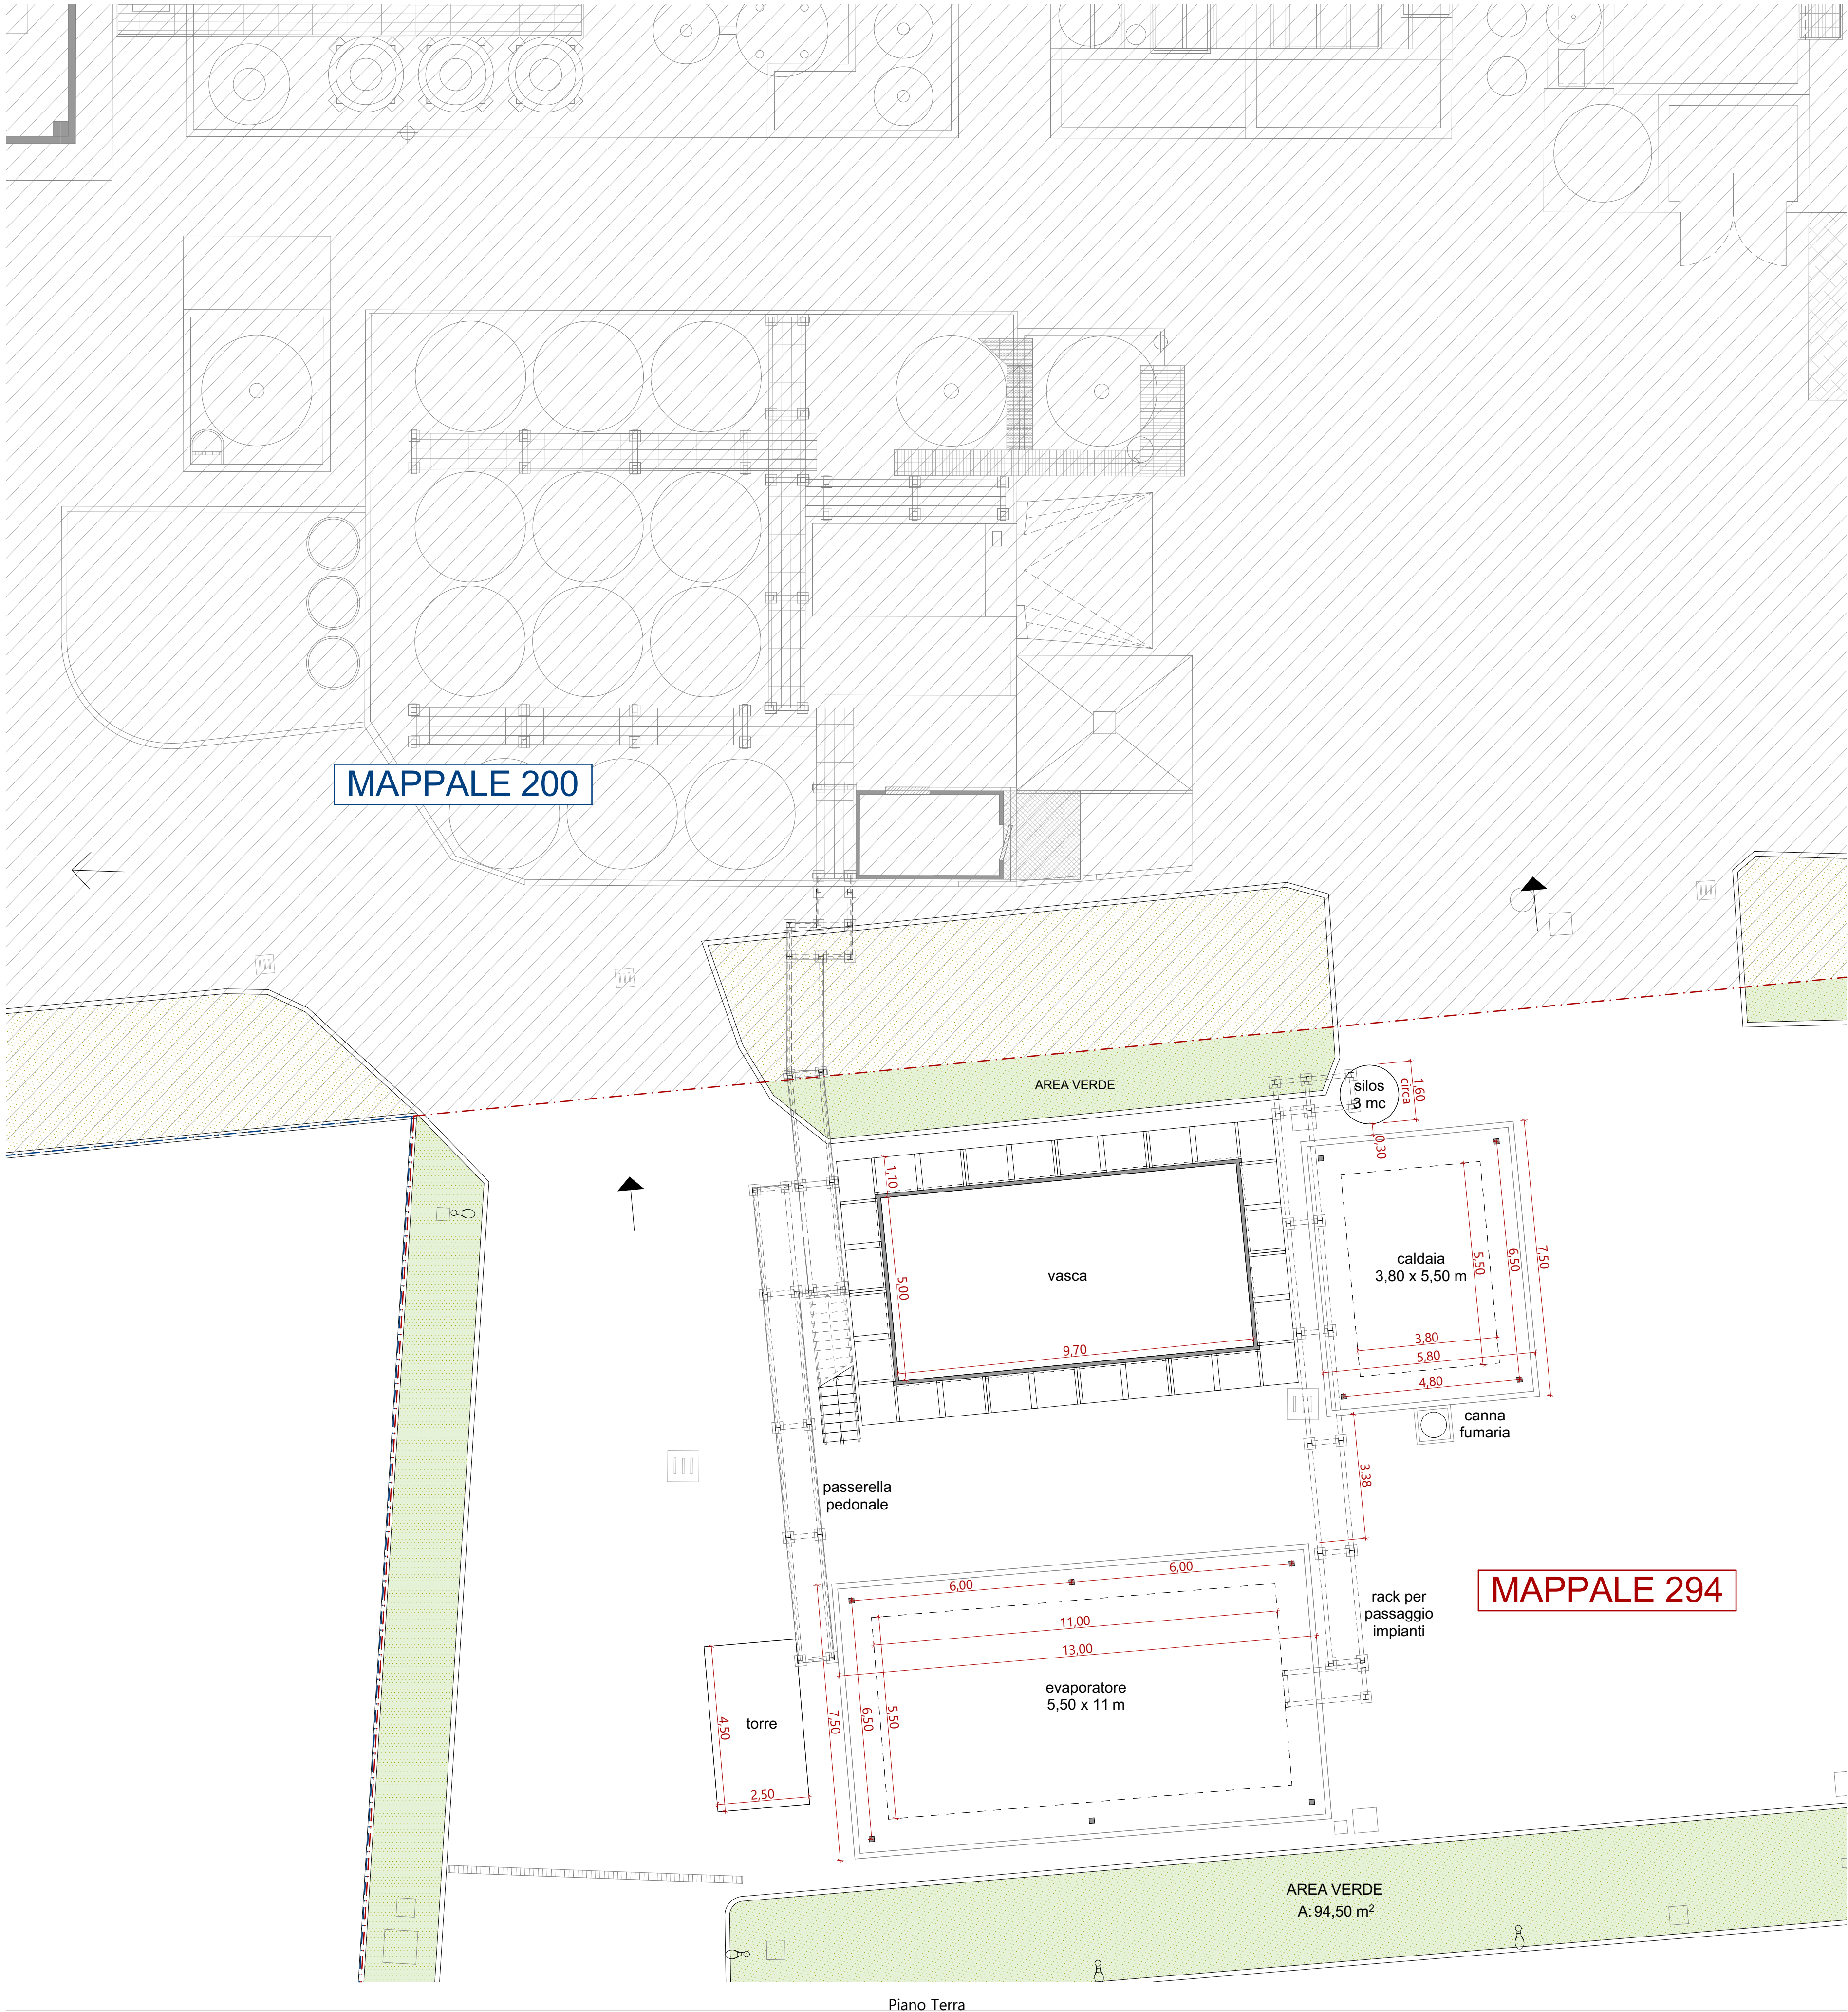 MAPPALE 200
AREA VERDE
silos
3 mc
1,60
circa
0,30
1,10
5,00
vasca
9,70
caldaia
3,80 x 5,50 m
5,50
6,50
7,50
3,80
5,80
4,80
canna
fumaria
3,38
passerella
pedonale
6,00
6,00
11,00
13,00
rack per
passaggio
impianti
MAPPALE 294
evaporatore
5,50 x 11 m
7,50
6,50
5,50
4,50
torre
2,50
AREA VERDE
A: 94,50 m²
Piano Terra